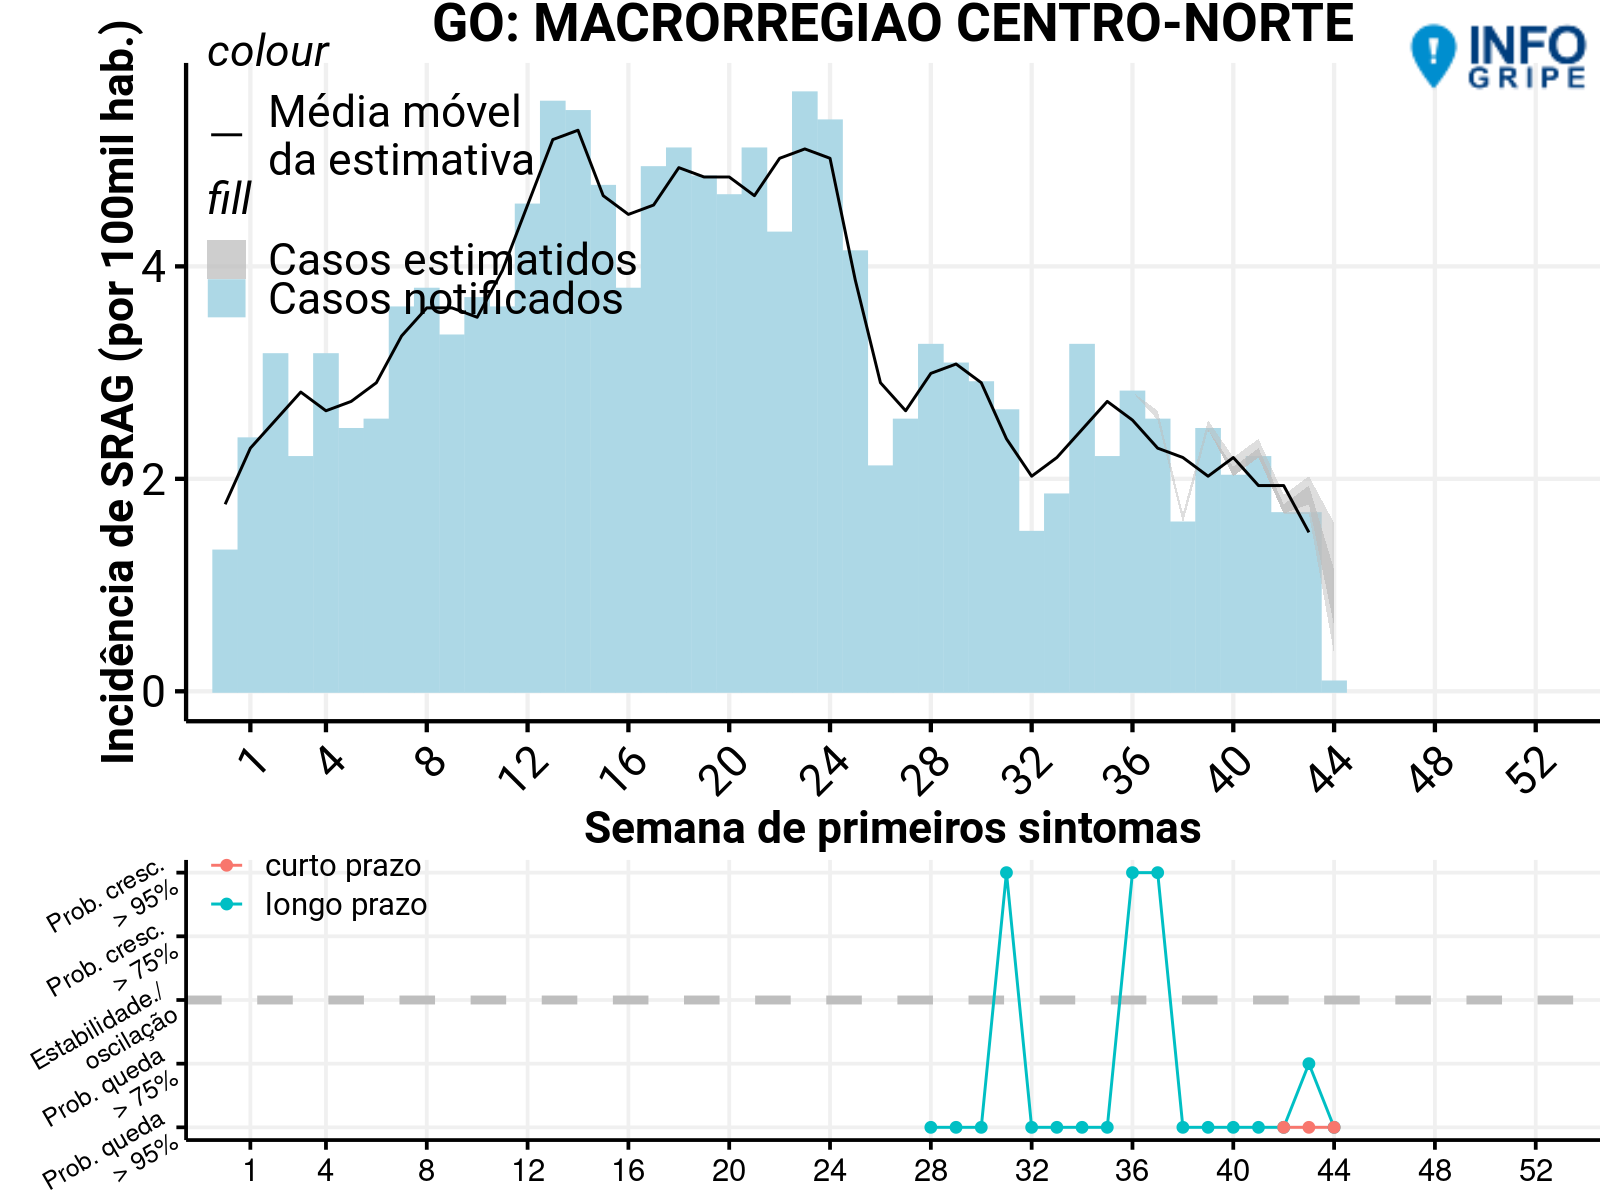 GO: MACRORREGIAO CENTRO-NORTE
INFO
GRIPE
colour
Média móvel
da estimativa
fill
Casos estimatidos
Casos notificados
Incidência de SRAG (por 100mil hab.)
4
2
0
1 4 8 12 16 20 24 28 32 36 40 44 48 52
Semana de primeiros sintomas
curto prazo
longo prazo
Prob. cresc.
> 95%
Prob. cresc.
> 75%
Estabilidade./
oscilação
Prob. queda
> 75%
Prob. queda
> 95%
1 4 8 12 16 20 24 28 32 36 40 44 48 52